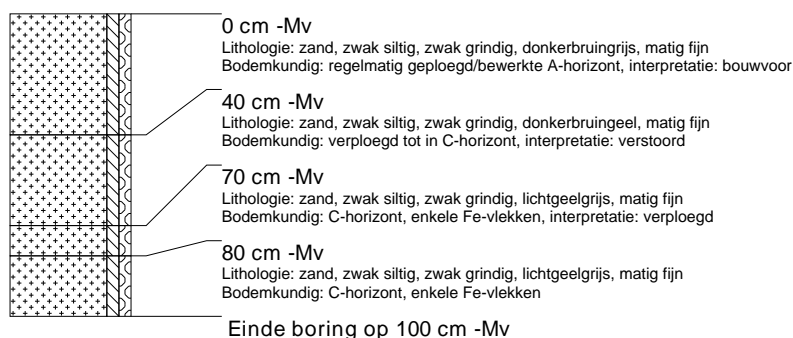 0 cm -Mv
Lithologie: zand, zwak siltig, zwak grindig, donkerbruingrijs, matig fijn
Bodemkundig: regelmatig geploegd/bewerkte A-horizont, interpretatie: bouwvoor
40 cm -Mv
Lithologie: zand, zwak siltig, zwak grindig, donkerbruingeel, matig fijn
Bodemkundig: verploegd tot in C-horizont, interpretatie: verstoord
70 cm -Mv
Lithologie: zand, zwak siltig, zwak grindig, lichtgeelgrijs, matig fijn
Bodemkundig: C-horizont, enkele Fe-vlekken, interpretatie: verploegd
80 cm -Mv
Lithologie: zand, zwak siltig, zwak grindig, lichtgeelgrijs, matig fijn
Bodemkundig: C-horizont, enkele Fe-vlekken
Einde boring op 100 cm -Mv